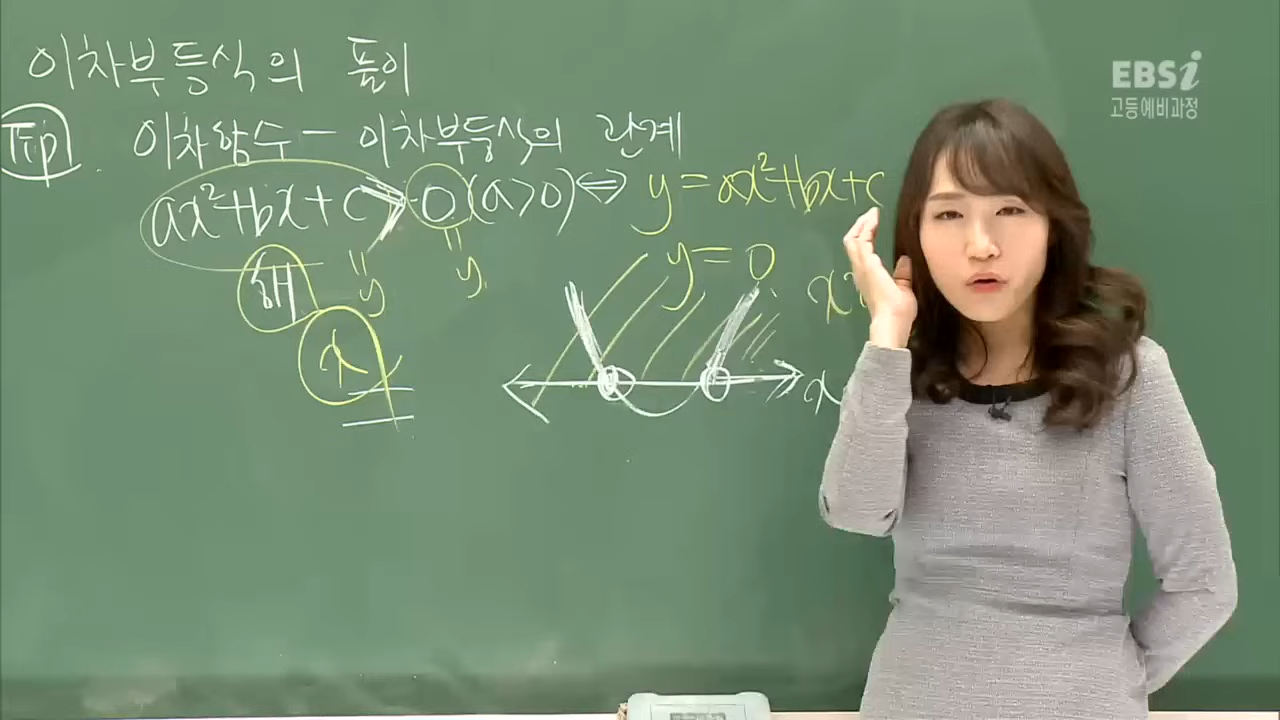 이차부등식의 풀이
EBSi
고등예비과정
Tip 이차함수 - 이차부등식의 관계
ax²+bx+c > 0 (a>0) ⇔ y = ax²+bx+c
해 y y y = 0
x
x